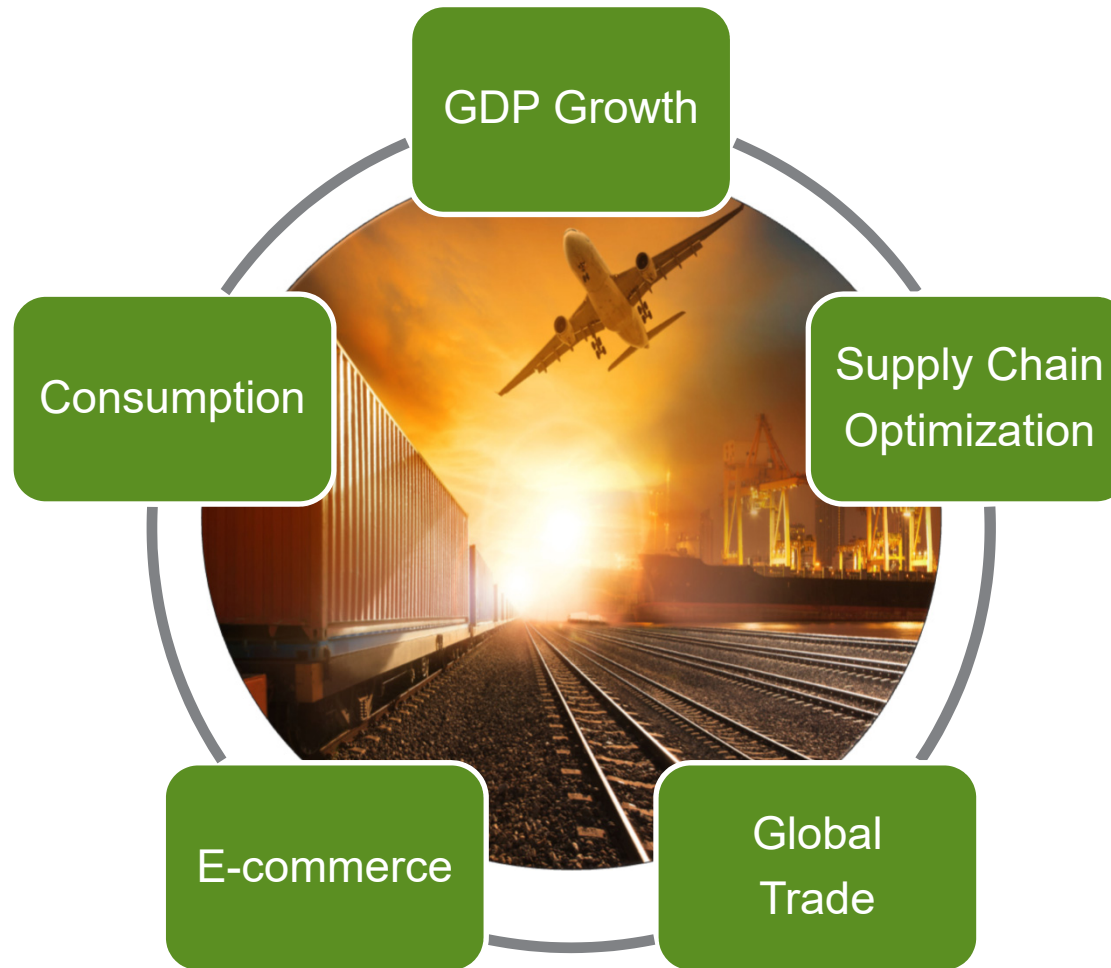 GDP Growth
Supply Chain
Optimization
Global
Trade
E-commerce
Consumption